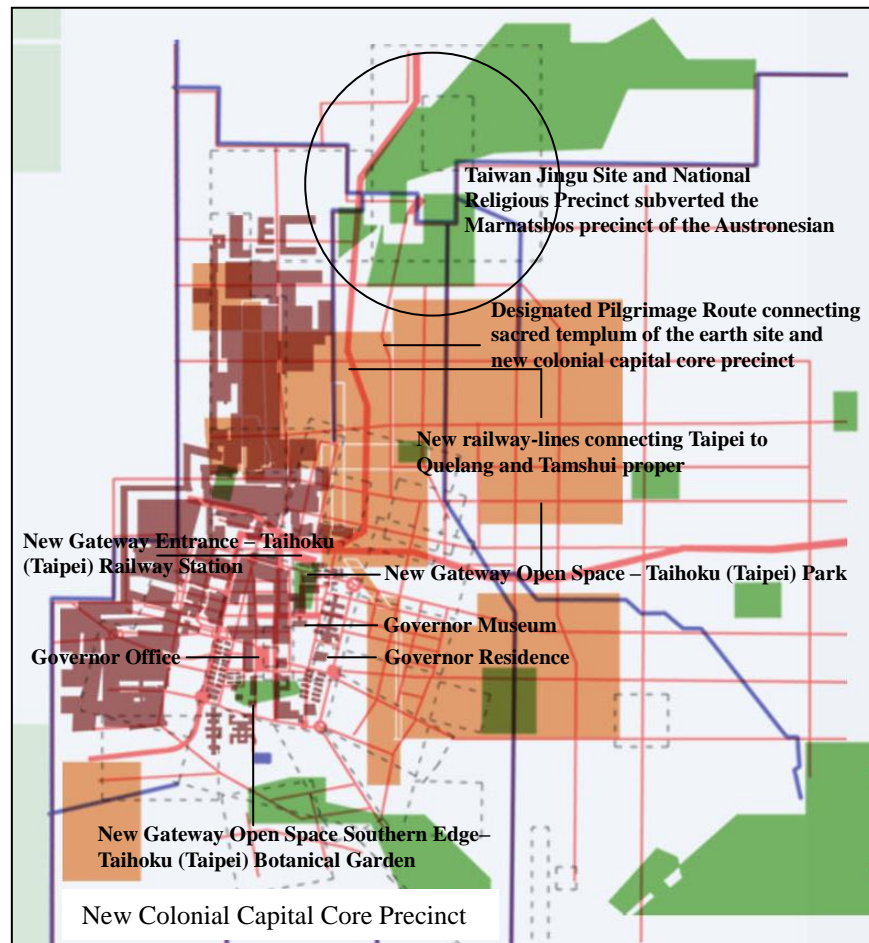 Taiwan Jingu Site and National
Religious Precinct subverted the
Marnatsbos precinct of the Austronesian
Designated Pilgrimage Route connecting
sacred templum of the earth site and
new colonial capital core precinct
New railway-lines connecting Taipei to
Quelang and Tamshui proper
New Gateway Entrance – Taihoku
(Taipei) Railway Station
New Gateway Open Space – Taihoku (Taipei) Park
Governor Museum
Governor Office
Governor Residence
New Gateway Open Space Southern Edge–
Taihoku (Taipei) Botanical Garden
New Colonial Capital Core Precinct